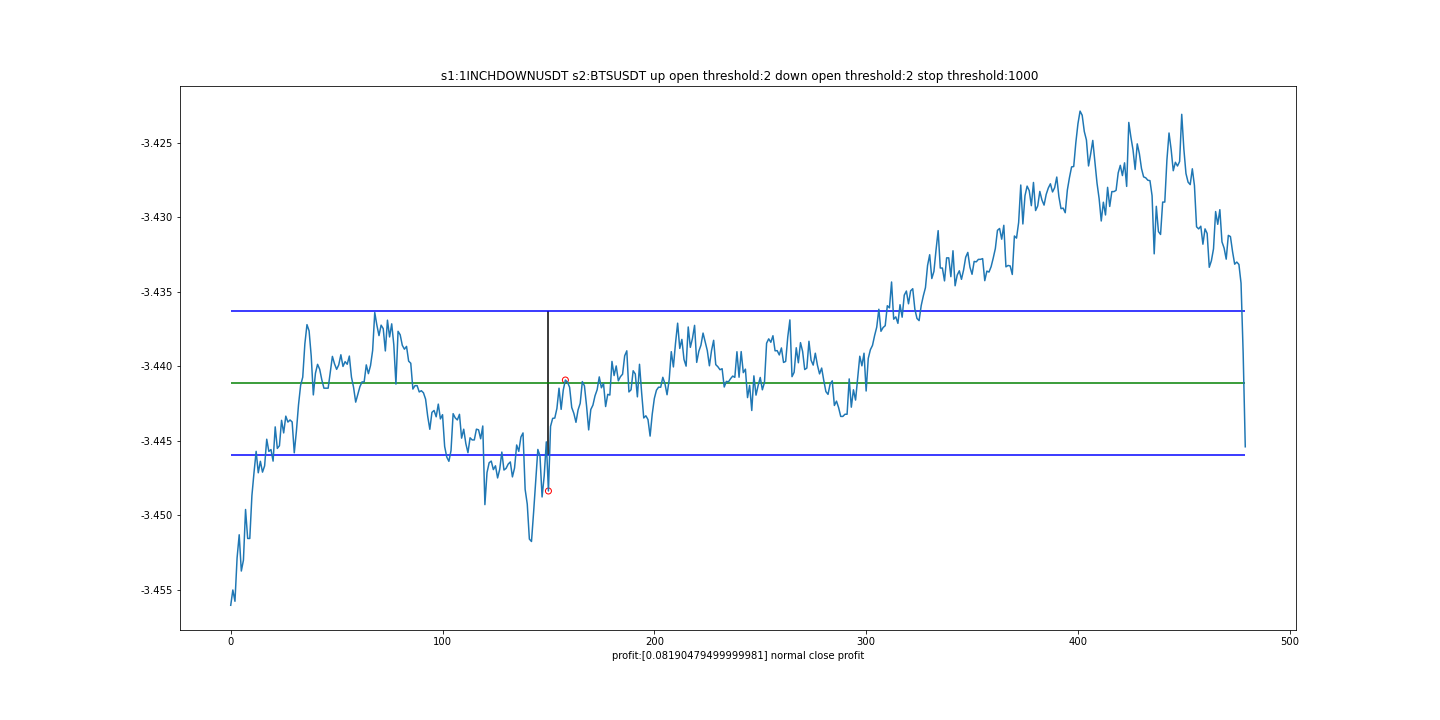 s1:1INCHDOWNUSDT s2:BTSUSDT up open threshold:2 down open threshold:2 stop threshold:1000
-3.425
-3.430
-3.435
-3.440
-3.445
-3.450
-3.455
0 100 200 300 400 500
profit:[0.08190479499999981] normal close profit